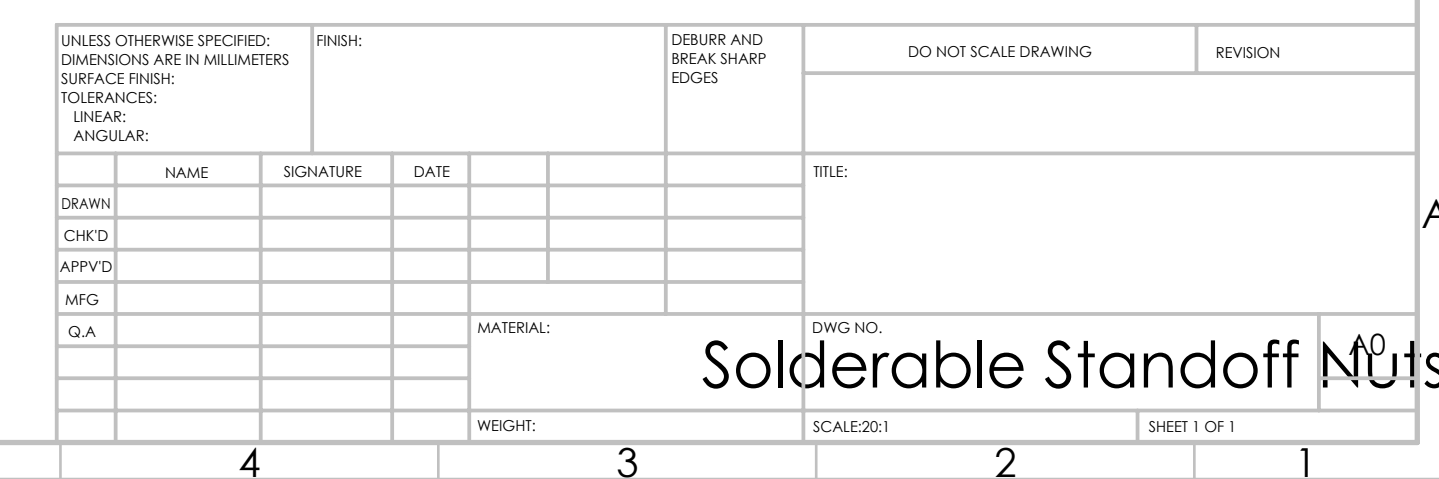 UNLESS OTHERWISE SPECIFIED:
DIMENSIONS ARE IN MILLIMETERS
SURFACE FINISH:
TOLERANCES:
LINEAR:
ANGULAR:
FINISH:
DEBURR AND
BREAK SHARP
EDGES
DO NOT SCALE DRAWING
REVISION
NAME
SIGNATURE
DATE
TITLE:
DRAWN
CHK'D
APPV'D
MFG
Q.A
MATERIAL:
DWG NO.
Solderable Standoff Nuts
A0
WEIGHT:
SCALE:20:1
SHEET 1 OF 1
A
4
3
2
1